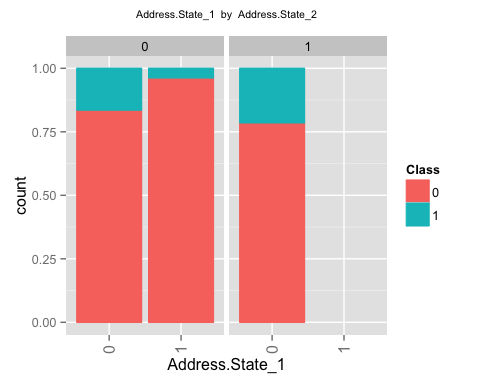 Address.State_1 by Address.State_2
0 1
1.00
0.75
0.50
0.25
0.00
count
0 1 0 1
Address.State_1
Class
0
1